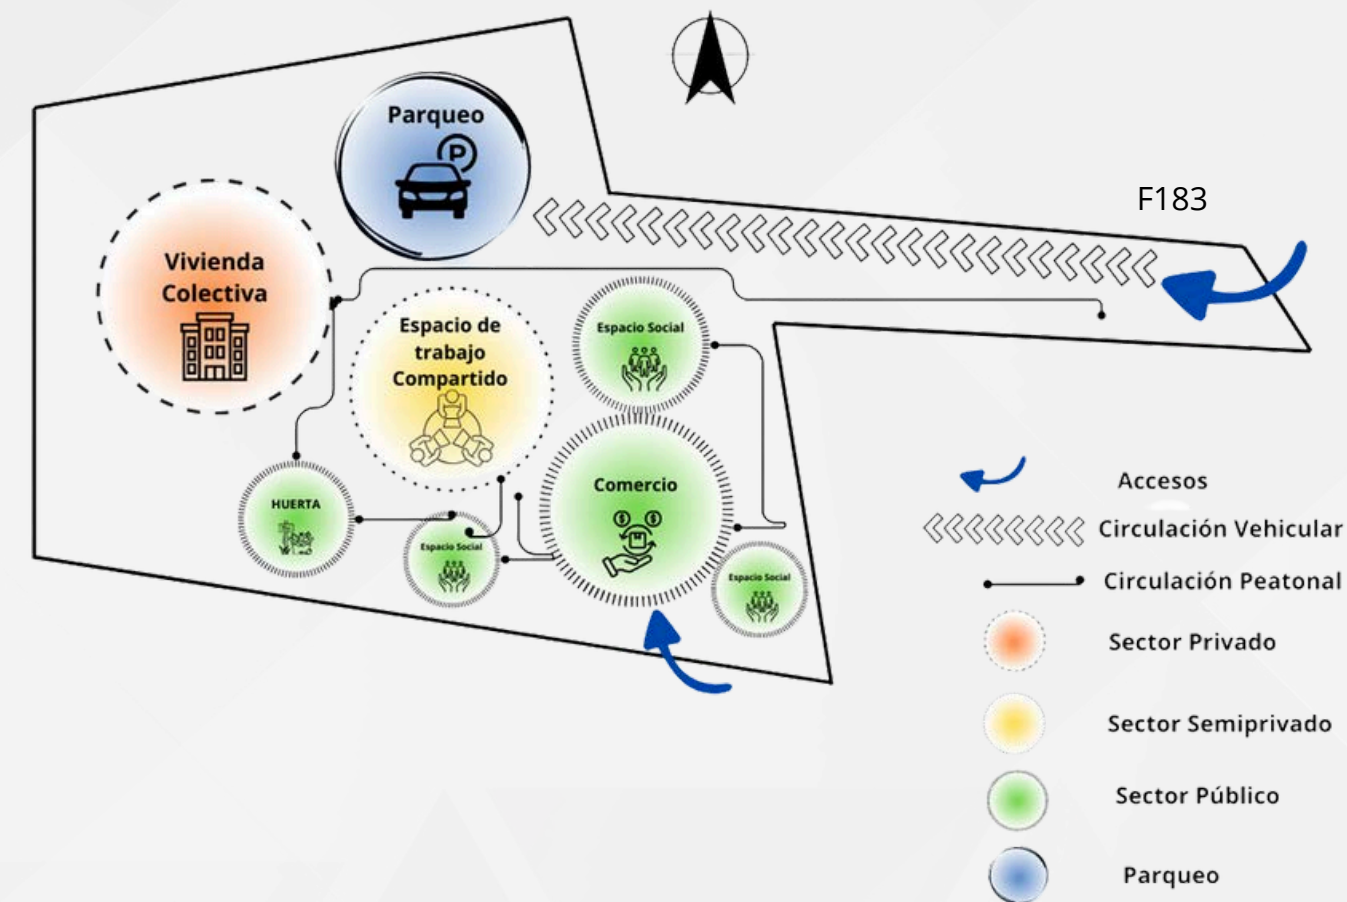 Parqueo
P
F183
Vivienda
Colectiva
Espacio de
trabajo
Compartido
Espacio Social
Comercio
$ $
HUERTA
Espacio Social
Espacio Social
Accesos
Circulación Vehicular
Circulación Peatonal
Sector Privado
Sector Semiprivado
Sector Público
Parqueo